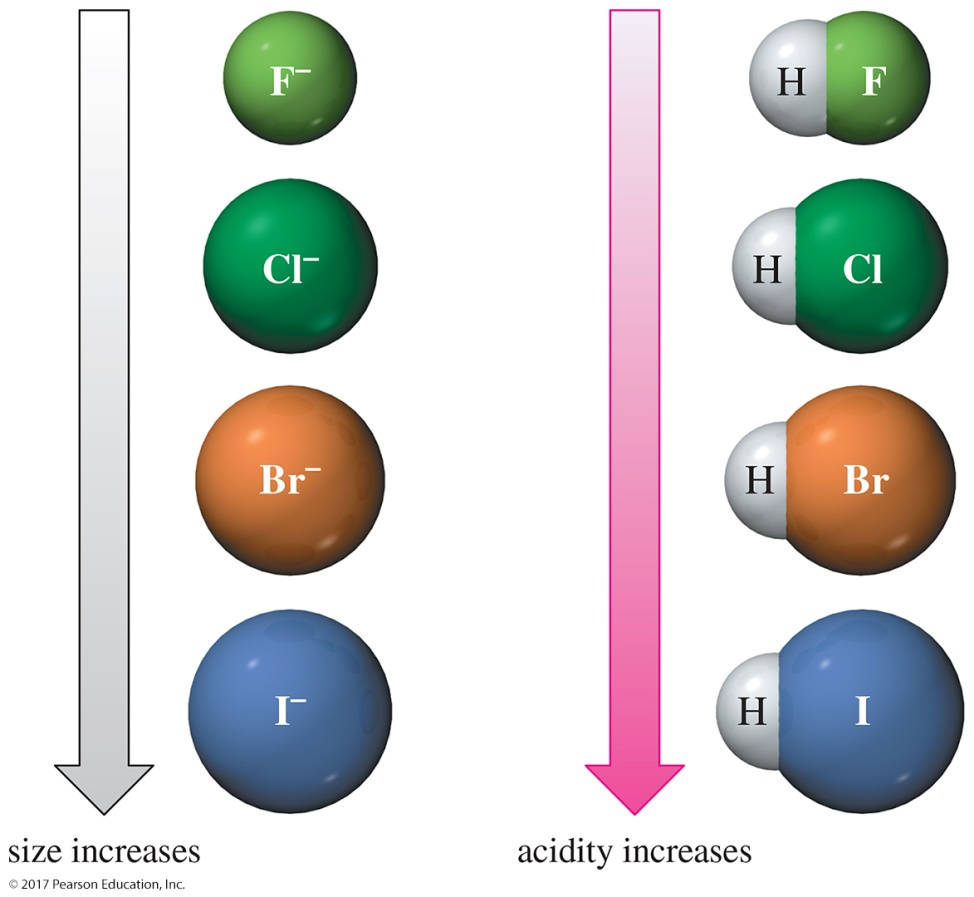 F⁻
H F
Cl⁻
H Cl
Br⁻
H Br
I⁻
H I
size increases
acidity increases
© 2017 Pearson Education, Inc.